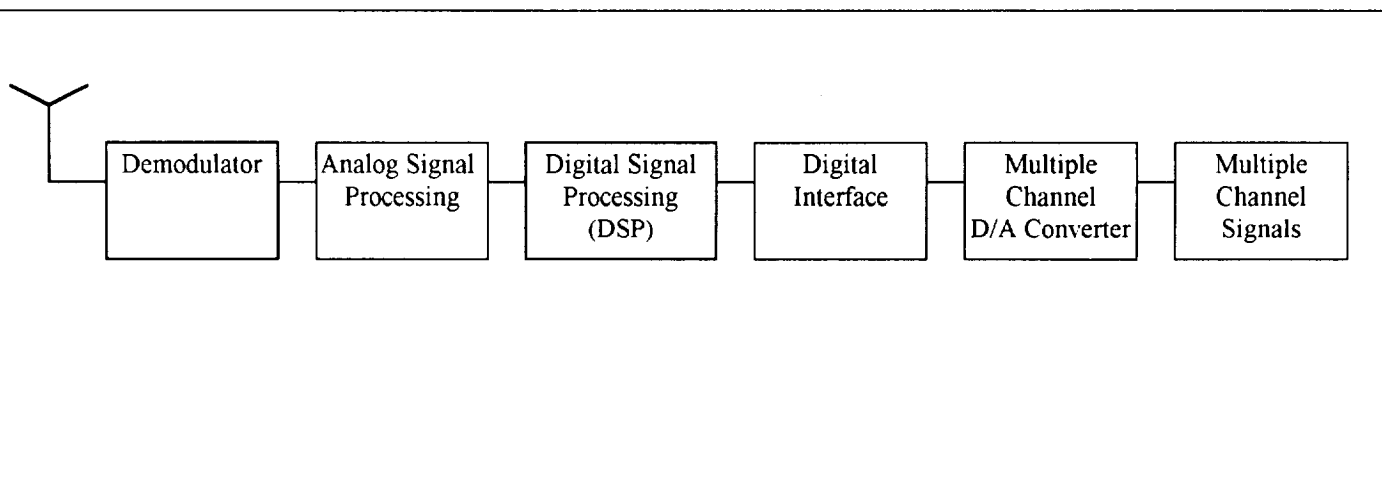 Demodulator
Analog Signal
Processing
Digital Signal
Processing
(DSP)
Digital
Interface
Multiple
Channel
D/A Converter
Multiple
Channel
Signals